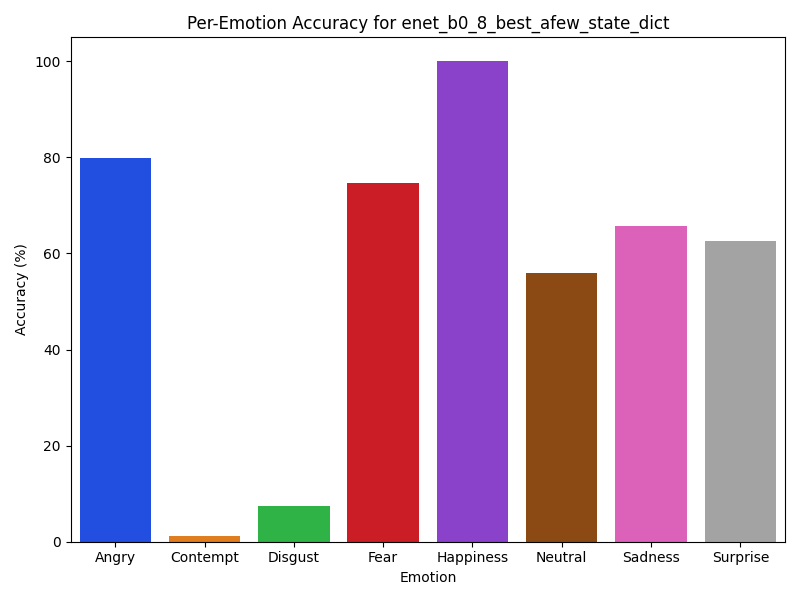 Per-Emotion Accuracy for enet_b0_8_best_afew_state_dict
100
80
60
40
20
0
Accuracy (%)
Angry Contempt Disgust Fear Happiness Neutral Sadness Surprise
Emotion